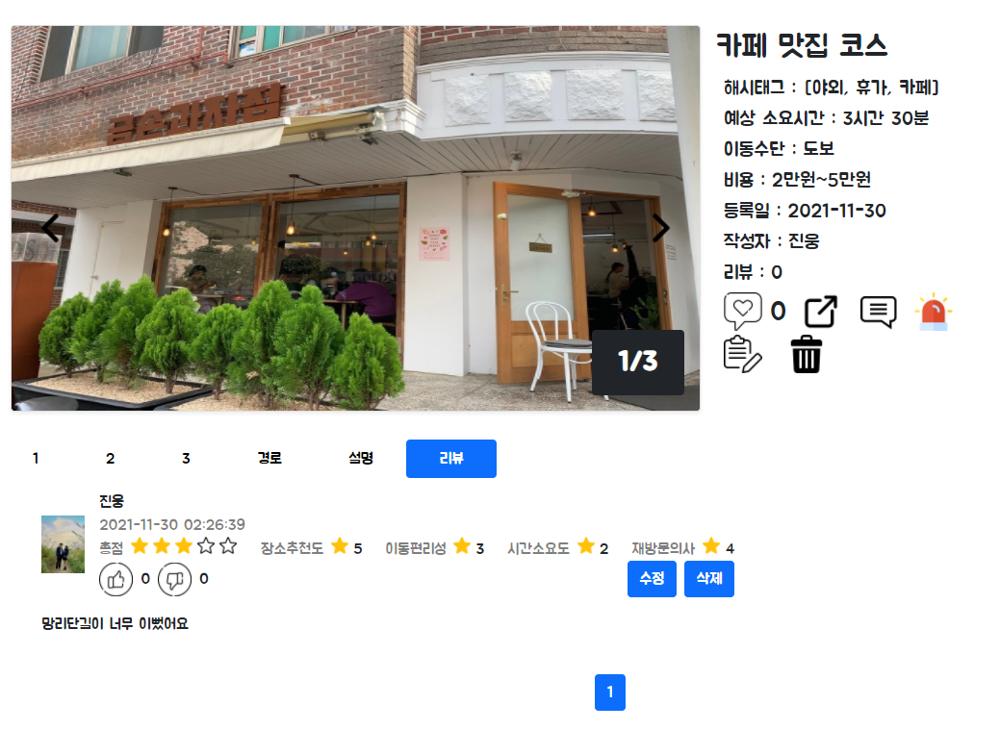 카페 맛집 코스
해시태그 : [야외, 휴가, 카페]
예상 소요시간 : 3시간 30분
이동수단 : 도보
비용 : 2만원~5만원
등록일 : 2021-11-30
작성자 : 진웅
리뷰 : 0
0
1/3
1 2 3 경로 설명 리뷰
진웅
2021-11-30 02:26:39
총점 장소추천도 5 이동편리성 3 시간소요도 2 재방문의사 4
0 0 수정 삭제
망리단길이 너무 이뻤어요
1